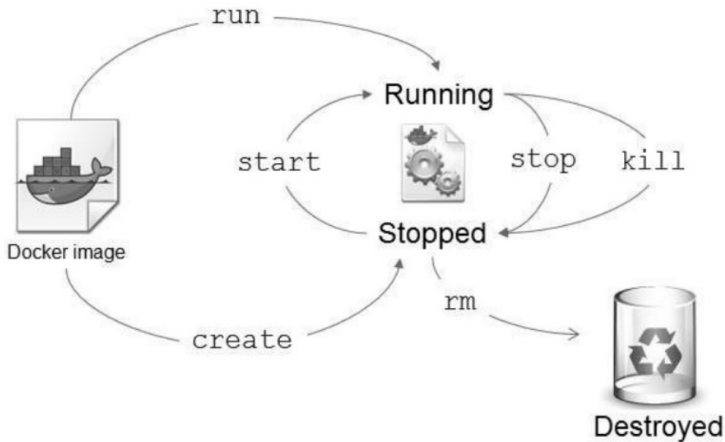 run
Running
start
stop
kill
Docker image
Stopped
rm
create
Destroyed